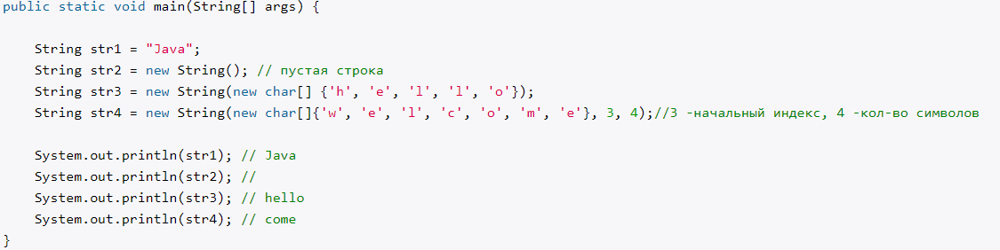 public static void main(String[] args) {
String str1 = "Java";
String str2 = new String(); // пустая строка
String str3 = new String(new char[] {'h', 'e', 'l', 'l', 'o'});
String str4 = new String(new char[]{'w', 'e', 'l', 'c', 'o', 'm', 'e'}, 3, 4);//3 -начальный индекс, 4 -кол-во символов
System.out.println(str1); // Java
System.out.println(str2); //
System.out.println(str3); // hello
System.out.println(str4); // come
}